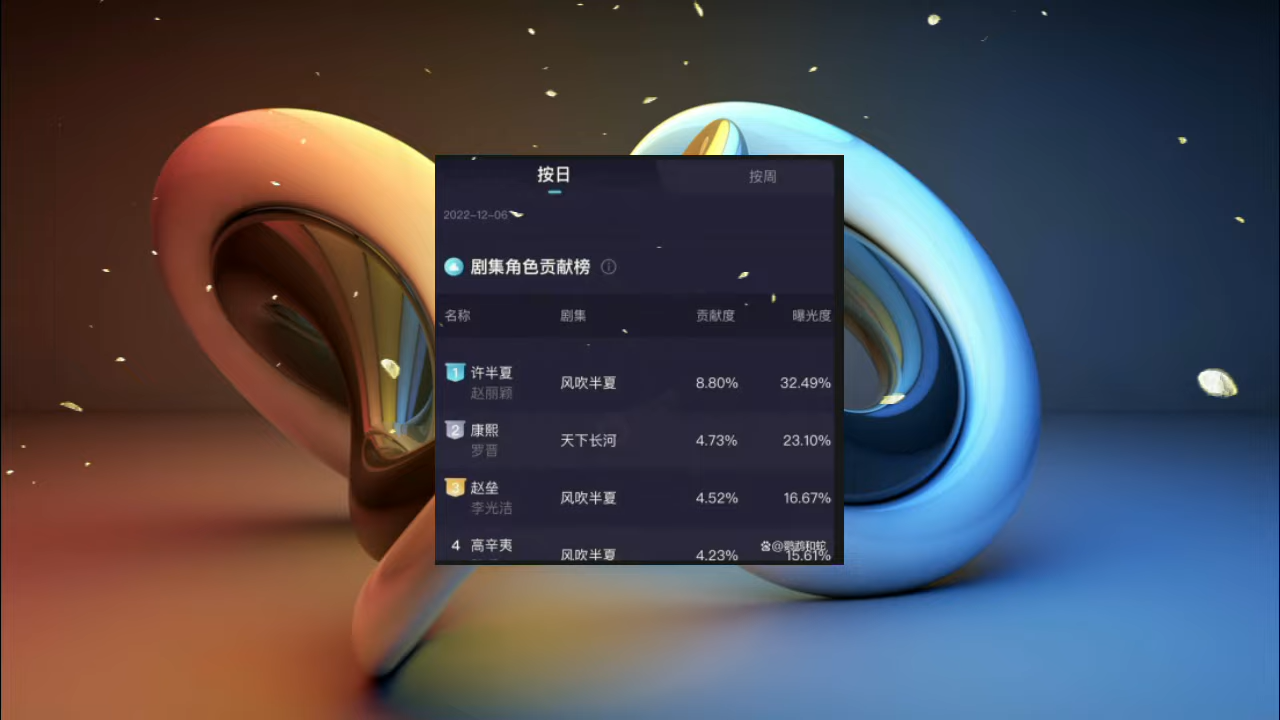 按日 按周
2022-12-06
剧集角色贡献榜
名称 剧集 贡献度 曝光度
1 许半夏 风吹半夏 8.80% 32.49%
赵丽颖
2 康熙 天下长河 4.73% 23.10%
罗晋
3 赵垒 风吹半夏 4.52% 16.67%
李光洁
4 高辛夷 风吹半夏 4.23% 15.61%
@鹦鹉和蛇